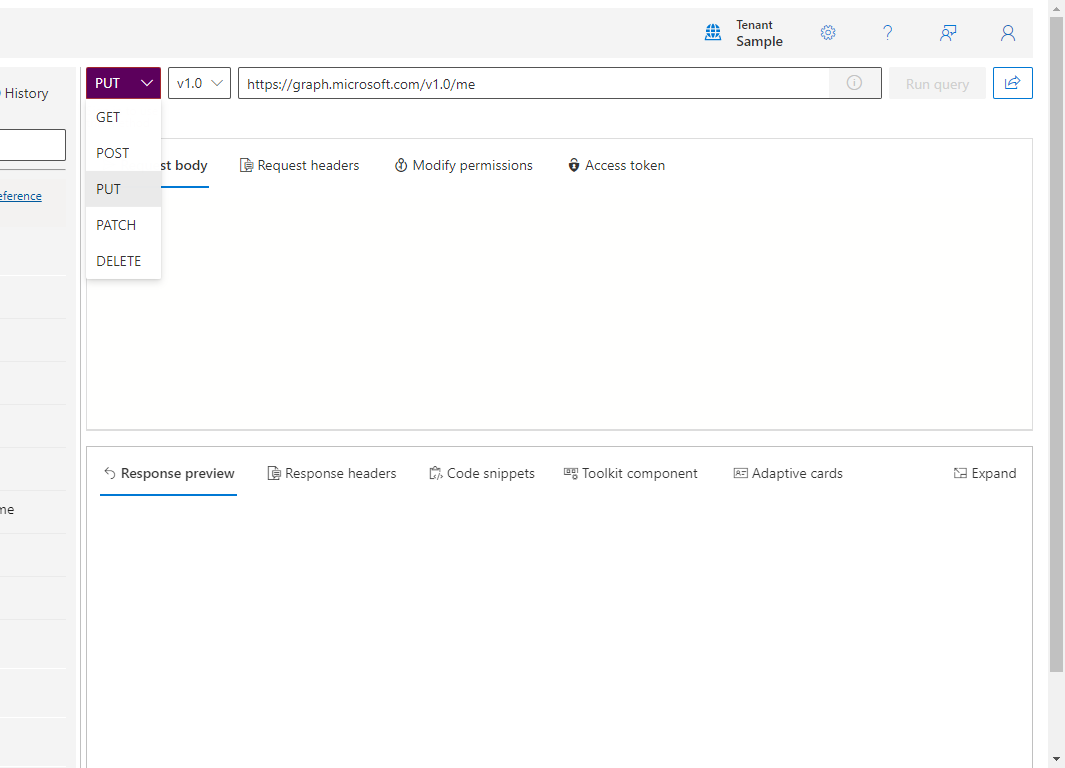 Tenant
Sample
History
PUT
v1.0
https://graph.microsoft.com/v1.0/me
Run query
GET
POST
PUT
PATCH
DELETE
st body
Request headers
Modify permissions
Access token
eference
me
Response preview
Response headers
Code snippets
Toolkit component
Adaptive cards
Expand